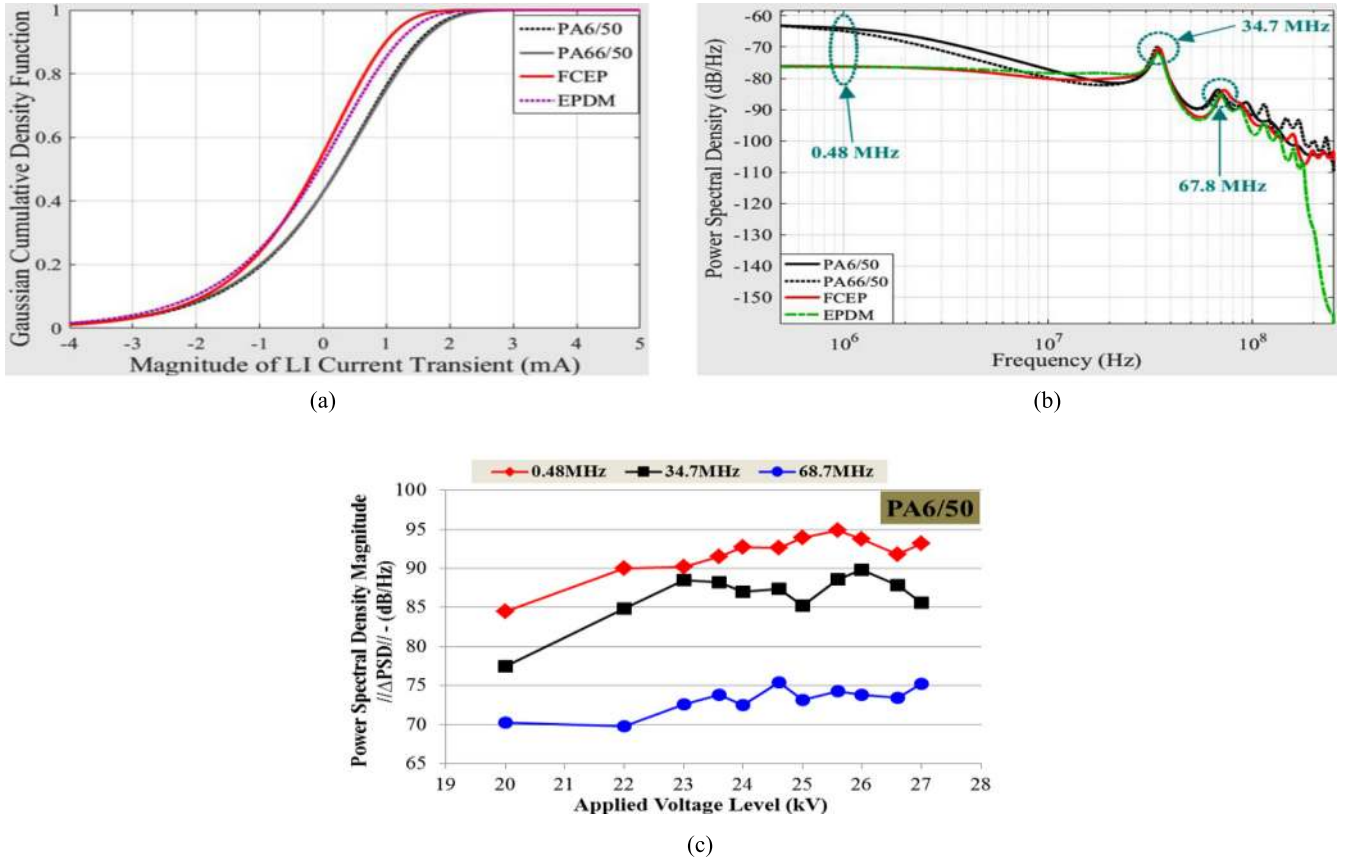 Gaussian Cumulative Density Function
1
0.8
0.6
0.4
0.2
0
PA6/50
PA66/50
FCEP
EPDM
-4 -3 -2 -1 0 1 2 3 4 5
Magnitude of LI Current Transient (mA)
(a)
Power Spectral Density (dB/Hz)
-60
-70
-80
-90
-100
-110
-120
-130
-140
-150
34.7 MHz
0.48 MHz
67.8 MHz
PA6/50
PA66/50
FCEP
EPDM
10^6 10^7 10^8
Frequency (Hz)
(b)
0.48MHz 34.7MHz 68.7MHz
PA6/50
Power Spectral Density Magnitude
//ΔPSD// - (dB/Hz)
100
95
90
85
80
75
70
65
19 20 21 22 23 24 25 26 27 28
Applied Voltage Level (kV)
(c)